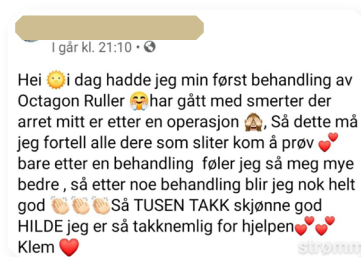 I går kl. 21:10 ·
Hei 🌞i dag hadde jeg min først behandling av
Octagon Ruller 🤗har gått med smerter der
arret mitt er etter en operasjon 🙈, Så dette må
jeg fortell alle dere som sliter kom å prøv 💕
bare etter en behandling føler jeg så meg mye
bedre , så etter noe behandling blir jeg nok helt
god 👏🏻👏🏻👏🏻Så TUSEN TAKK skjønne god
HILDE jeg er så takknemlig for hjelpen💕💕
Klem ❤️